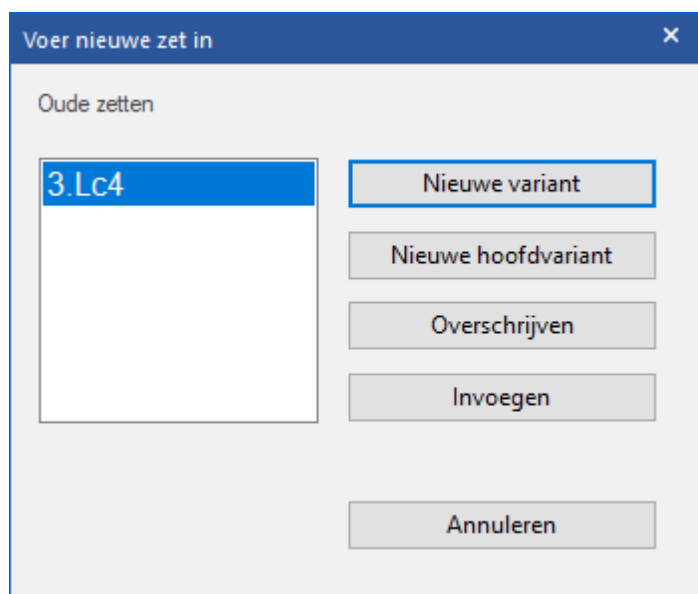 Voer nieuwe zet in
Oude zetten
3.Lc4
Nieuwe variant
Nieuwe hoofdvariant
Overschrijven
Invoegen
Annuleren